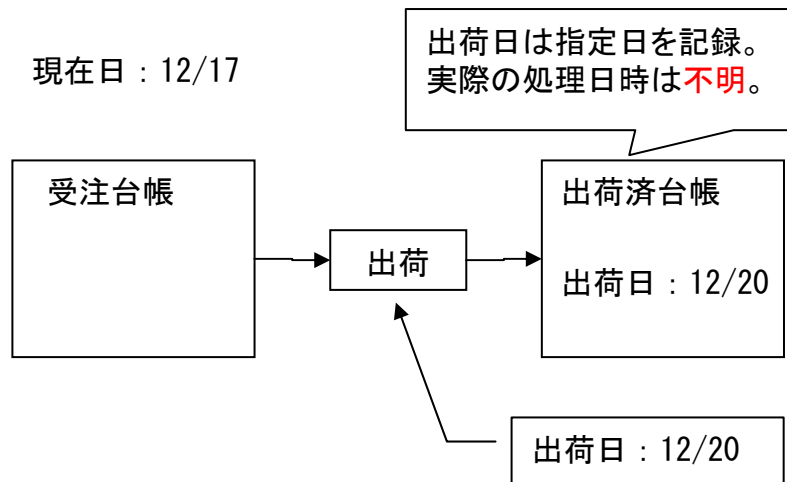 現在日：12/17
出荷日は指定日を記録。
実際の処理日時は不明。
受注台帳
出荷
出荷済台帳
出荷日：12/20
出荷日：12/20